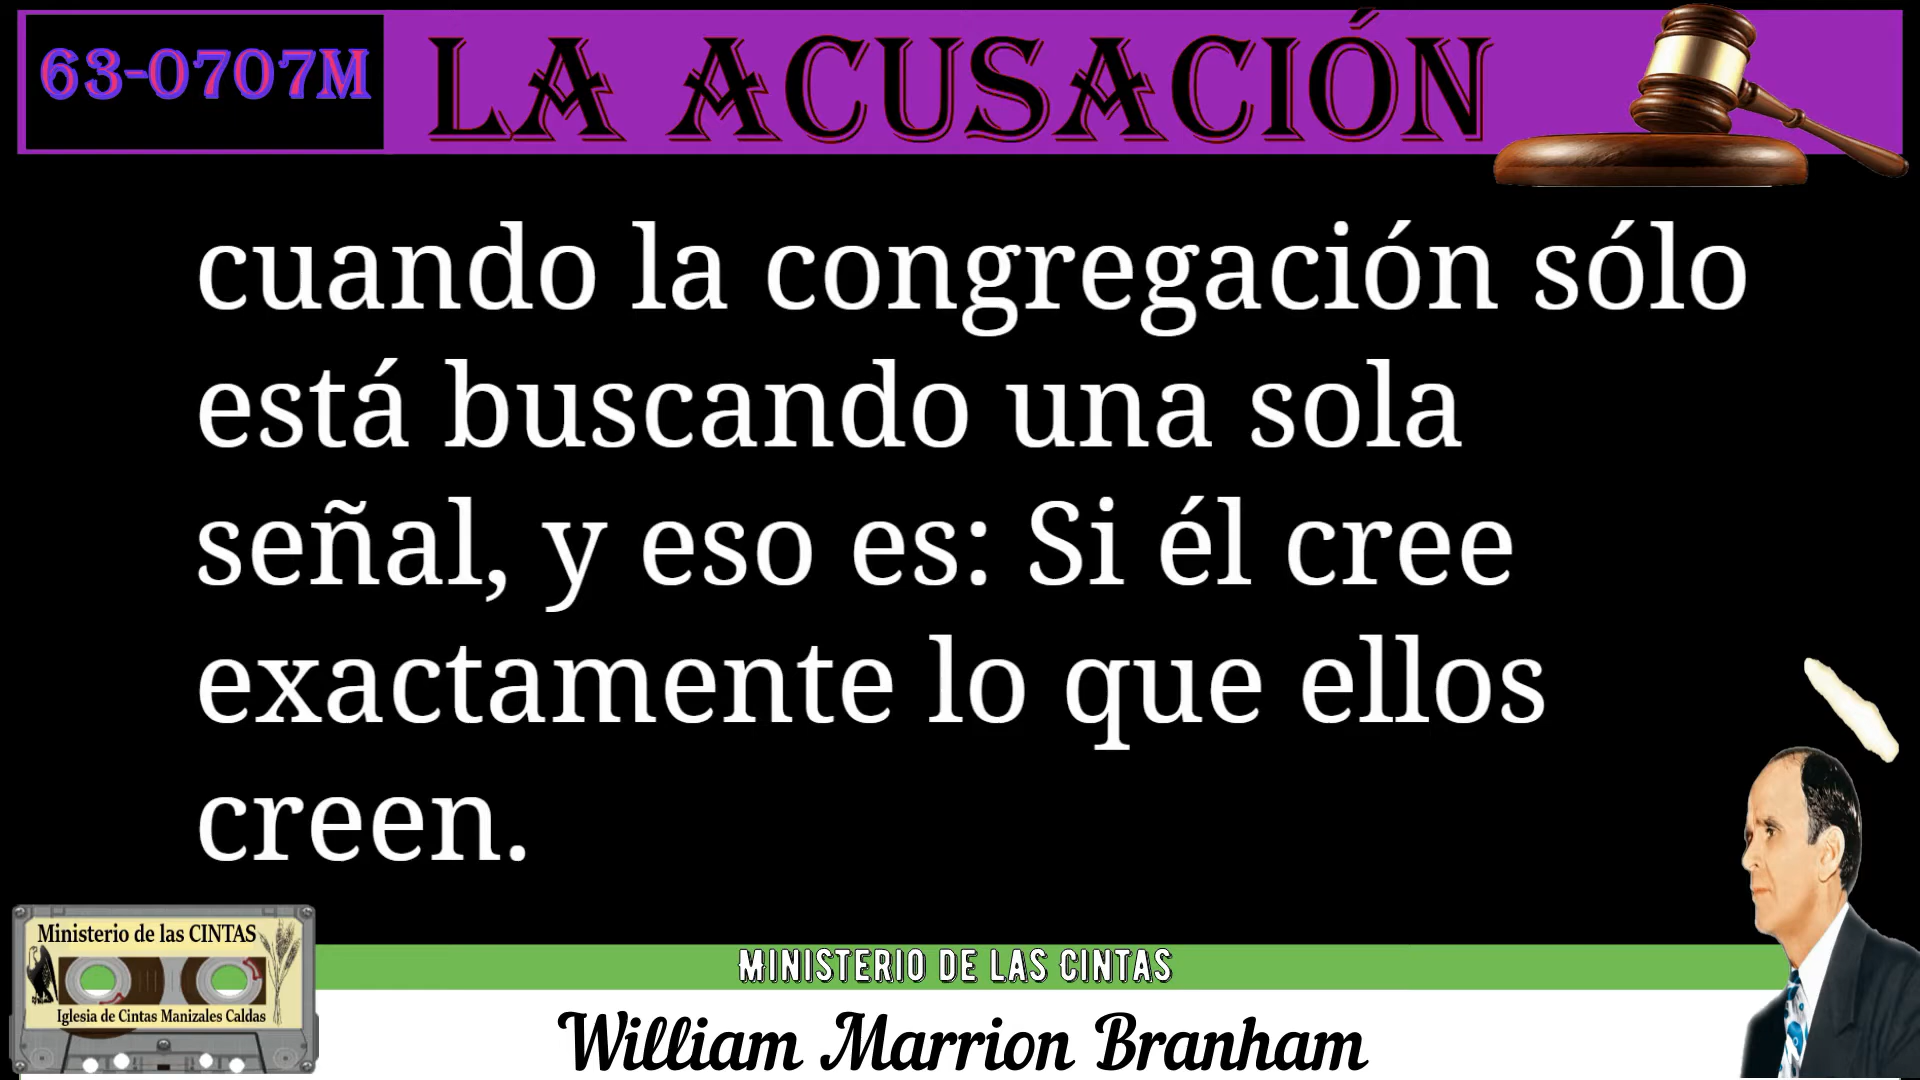 63-0707M
LA ACUSACIÓN
cuando la congregación sólo
está buscando una sola
señal, y eso es: Si él cree
exactamente lo que ellos
creen.
Ministerio de las CINTAS
Iglesia de Cintas Manizales Caldas
MINISTERIO DE LAS CINTAS
William Marrion Branham